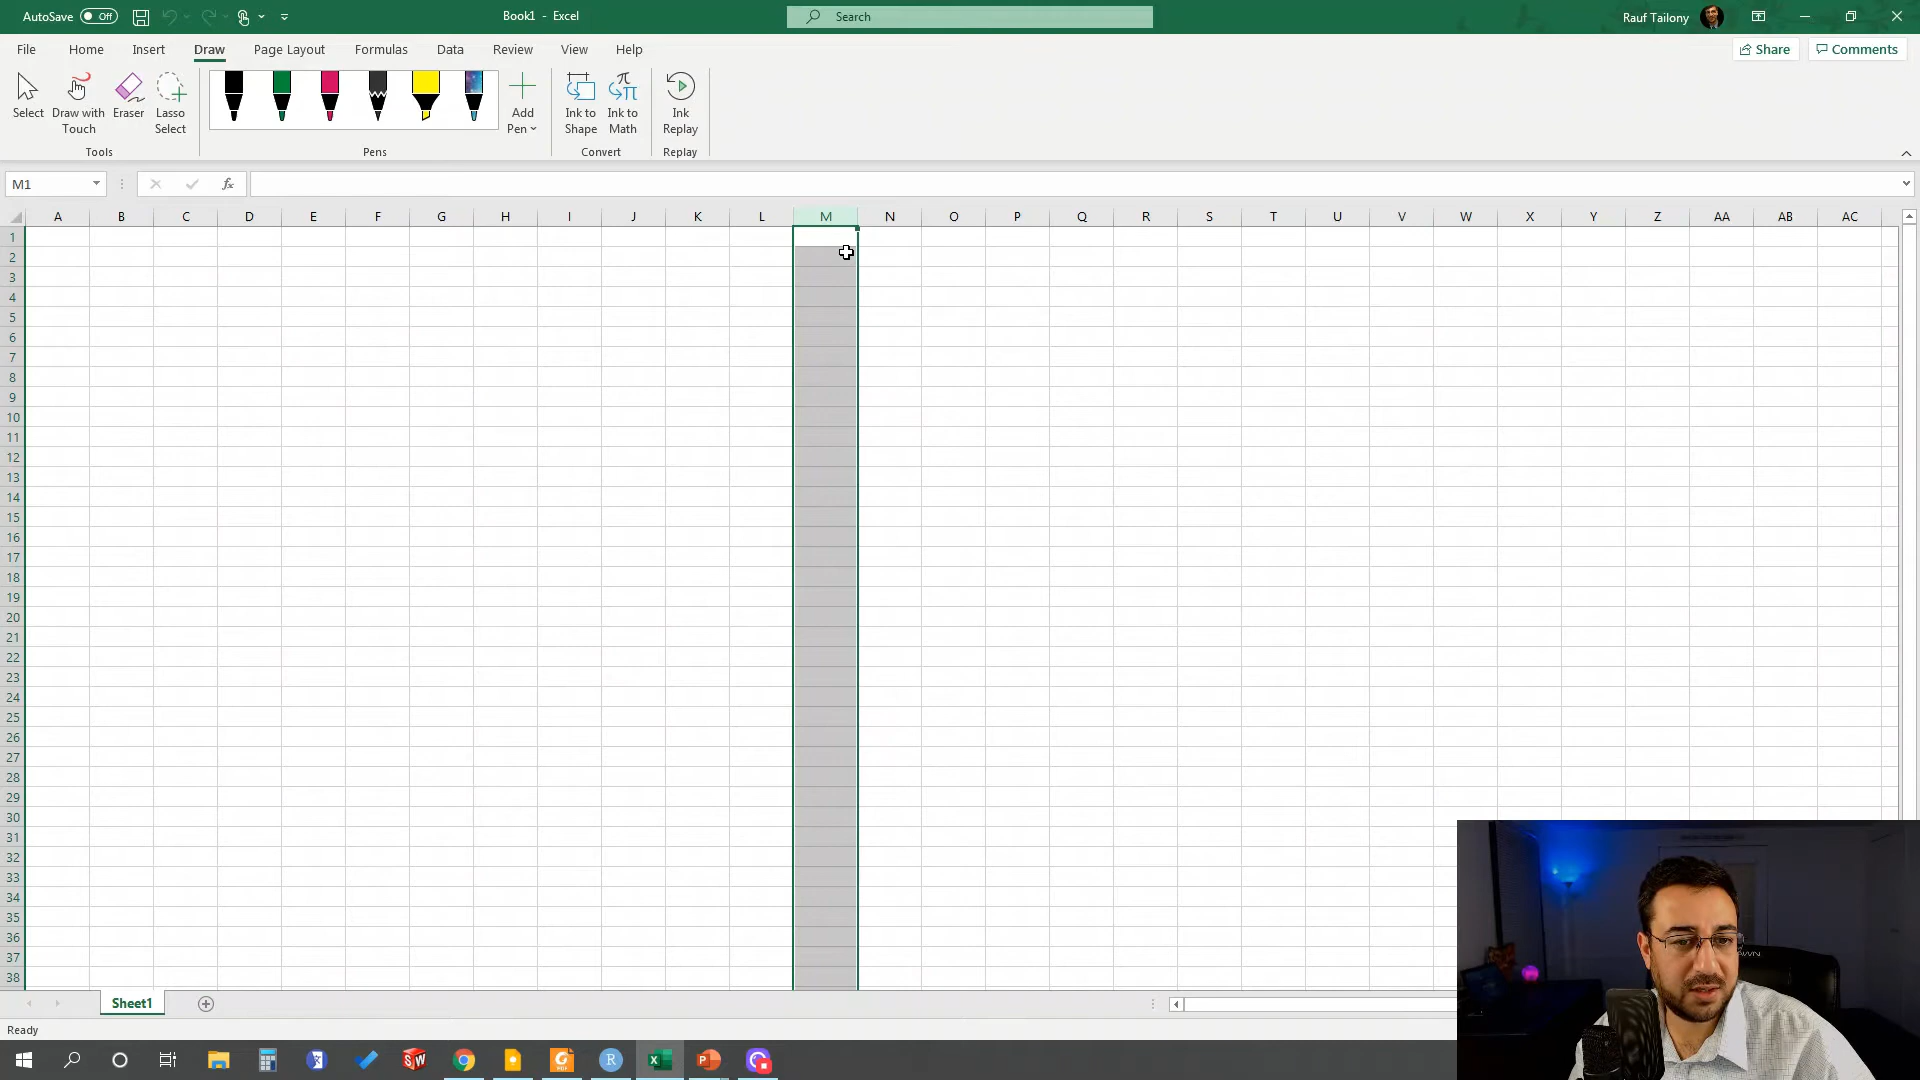 AutoSave Off Book1 - Excel Search Rauf Tailony
File Home Insert Draw Page Layout Formulas Data Review View Help Share Comments
Select
Draw with Touch
Eraser
Lasso Select
Add Pen
Ink to Shape
Ink to Math
Ink Replay
Tools Pens Convert Replay
M1 fx
A B C D E F G H I J K L M N O P Q R S T U V W X Y Z AA AB AC
1
2
3
4
5
6
7
8
9
10
11
12
13
14
15
16
17
18
19
20
21
22
23
24
25
26
27
28
29
30
31
32
33
34
35
36
37
38
Sheet1
Ready